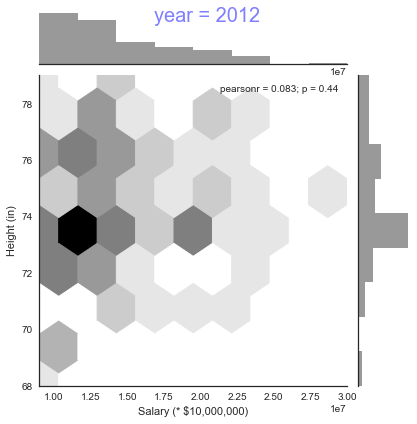 year = 2012
1e7
pearsonr = 0.083; p = 0.44
78
76
74
72
70
68
Height (in)
1.00 1.25 1.50 1.75 2.00 2.25 2.50 2.75 3.00
Salary (* $10,000,000)
1e7